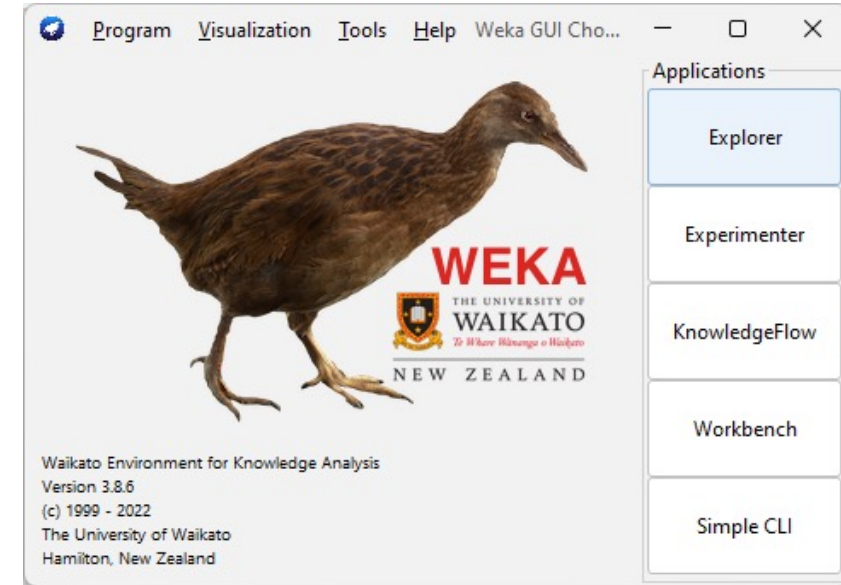 Program Visualization Tools Help Weka GUI Cho...
Applications
Explorer
Experimenter
KnowledgeFlow
Workbench
Simple CLI
WEKA
THE UNIVERSITY OF
WAIKATO
Te Whare Wānanga o Waikato
NEW ZEALAND
Waikato Environment for Knowledge Analysis
Version 3.8.6
(c) 1999 - 2022
The University of Waikato
Hamilton, New Zealand